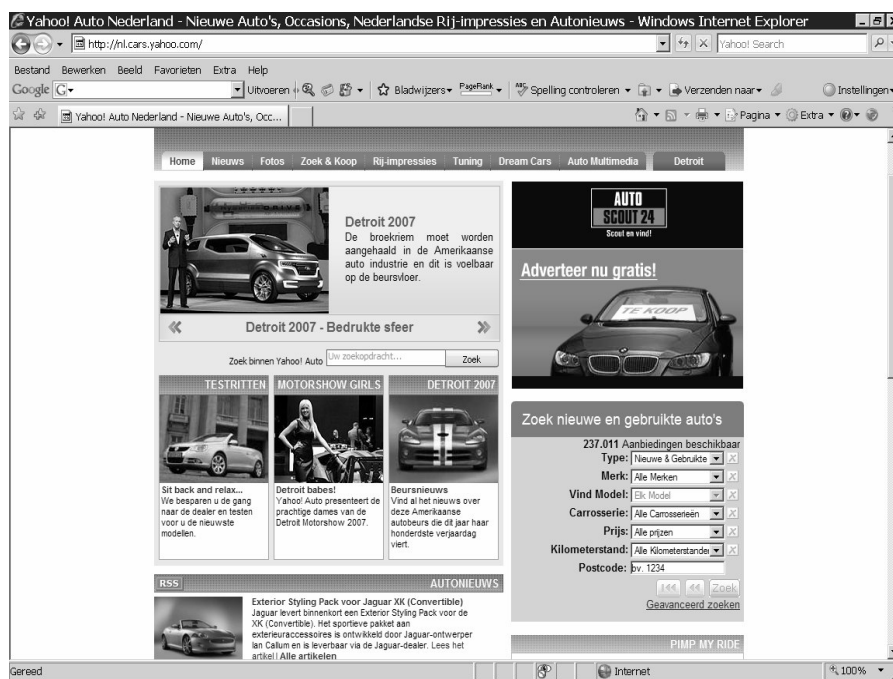 Yahoo! Auto Nederland - Nieuwe Auto's, Occasions, Nederlandse Rij-impressies en Autonieuws - Windows Internet Explorer
http://nl.cars.yahoo.com/
Yahoo! Search
Bestand Bewerken Beeld Favorieten Extra Help
Google G Uitvoeren Bladwijzers PageRank ABC Spelling controleren Verzenden naar Instellingen
Yahoo! Auto Nederland - Nieuwe Auto's, Occ... Pagina Extra
Home Nieuws Fotos Zoek & Koop Rij-impressies Tuning Dream Cars Auto Multimedia Detroit
Detroit 2007
De broekriem moet worden
aangehaald in de Amerikaanse
auto industrie en dit is voelbaar
op de beursvloer.
Detroit 2007 - Bedrukte sfeer
Zoek binnen Yahoo! Auto Uw zoekopdracht... Zoek
TESTRITTEN
Sit back and relax...
We besparen u de gang
naar de dealer en testen
voor u de nieuwste
modellen.
MOTORSHOW GIRLS
Detroit babes!
Yahoo! Auto presenteert de
prachtige dames van de
Detroit Motorshow 2007.
DETROIT 2007
Beursnieuws
Vind al het nieuws over
deze Amerikaanse
autobeurs die dit jaar haar
honderdste verjaardag
viert.
RSS AUTONIEUWS
Exterior Styling Pack voor Jaguar XK (Convertible)
Jaguar levert binnenkort een Exterior Styling Pack voor de
XK (Convertible). Het sportieve pakket aan
exterieuraccessoires is ontwikkeld door Jaguar-ontwerper
Ian Callum en is leverbaar via de Jaguar-dealer. Lees het
artikel | Alle artikelen
AUTO
SCOUT 24
Scout en vind!
Adverteer nu gratis!
TE KOOP
Zoek nieuwe en gebruikte auto's
237.011 Aanbiedingen beschikbaar
Type: Nieuwe & Gebruikte
Merk: Alle Merken
Vind Model: Elk Model
Carrosserie: Alle Carrosserieën
Prijs: Alle prijzen
Kilometerstand: Alle Kilometerstanden
Postcode: bv. 1234
Zoek
Geavanceerd zoeken
PIMP MY RIDE
Gereed Internet 100%